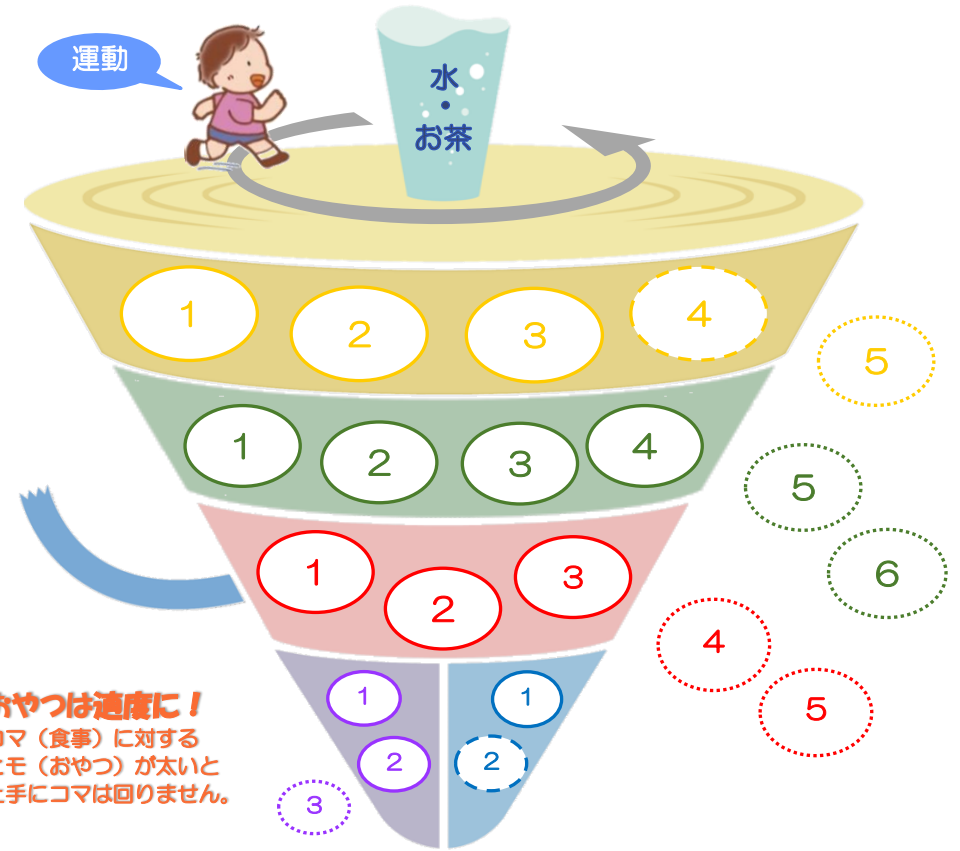 運動
水
・
お茶
1 2 3 4
5
1 2 3 4
5
6
1 2 3
4
5
1 2
3
1 2
おやつは適度に！
コマ（食事）に対する
ヒモ（おやつ）が太いと
上手にコマは回りません。